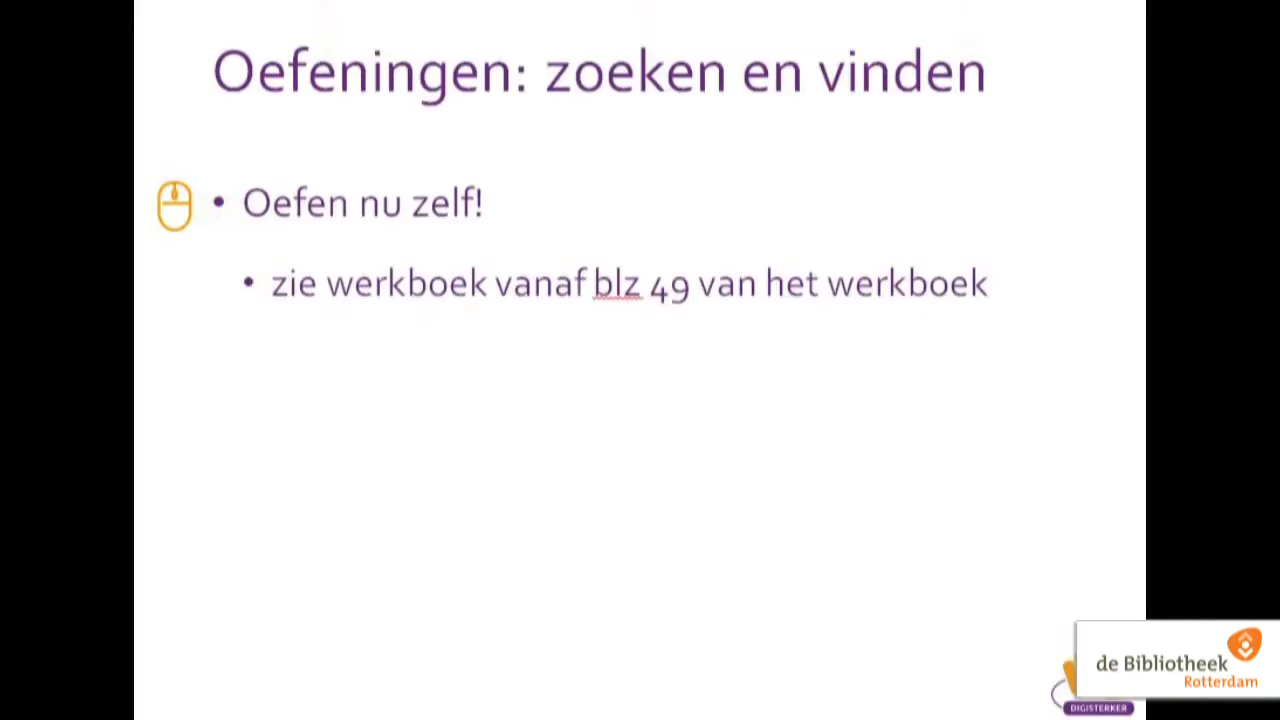 Oefeningen: zoeken en vinden
• Oefen nu zelf!
• zie werkboek vanaf blz 49 van het werkboek
de Bibliotheek
Rotterdam
DIGISTERKER